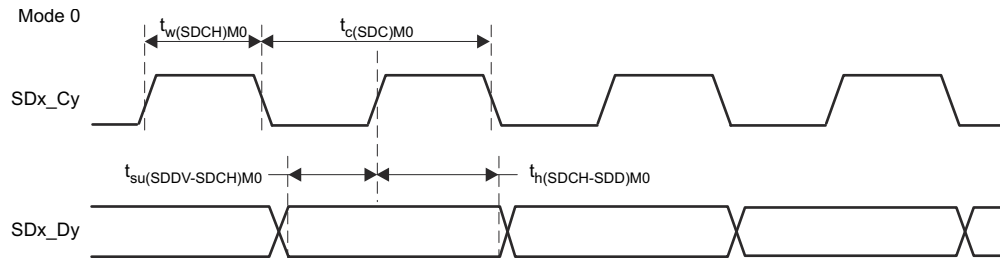 Mode 0
tw(SDCH)M0
tc(SDC)M0
SDx_Cy
tsu(SDDV-SDCH)M0
th(SDCH-SDD)M0
SDx_Dy